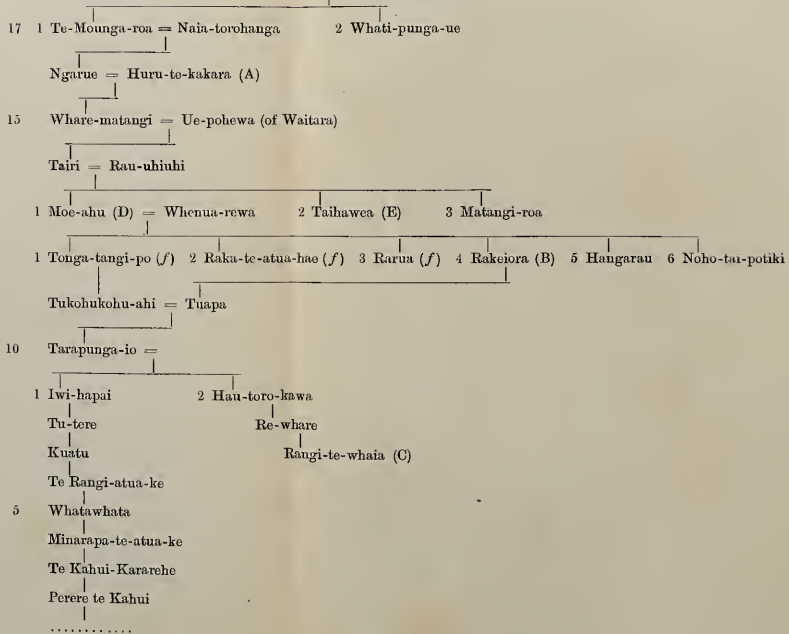 17 1 Te-Mounga-roa = Naia-torohanga 2 Whati-punga-ue
Ngarue = Huru-te-kakara (A)
15 Whare-matangi = Ue-pohewa (of Waitara)
Tairi = Rau-uhiuhi
1 Moe-ahu (D) = Whenua-rewa 2 Taihawea (E) 3 Matangi-roa
1 Tonga-tangi-po (f) 2 Raka-te-atua-hae (f) 3 Rarua (f) 4 Rakeiora (B) 5 Hangarau 6 Noho-tai-potiki
Tukohukohu-ahi = Tuapa
10 Tarapunga-io =
1 Iwi-hapai 2 Hau-toro-kawa
Tu-tere Re-whare
Kuatu Rangi-te-whaia (C)
Te Rangi-atua-ke
5 Whatawhata
Minarapa-te-atua-ke
Te Kahui-Kararehe
Perere te Kahui
............